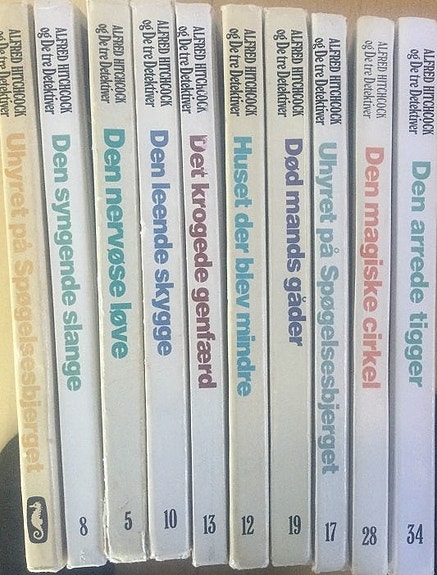 ALFRED HITCHCOCK
og De tre Detektiver
Uhyret på Spøgelsesbjerget
ALFRED HITCHCOCK
og De tre Detektiver
Den syngende slange
8
ALFRED HITCHCOCK
og De tre Detektiver
Den nervøse løve
5
ALFRED HITCHCOCK
og De tre Detektiver
Den leende skygge
10
ALFRED HITCHCOCK
og De tre Detektiver
Det krogede genfærd
13
ALFRED HITCHCOCK
og De tre Detektiver
Huset der blev mindre
12
ALFRED HITCHCOCK
og De tre Detektiver
Død mands gåder
19
ALFRED HITCHCOCK
og De tre Detektiver
Uhyret på Spøgelsesbjerget
17
ALFRED HITCHCOCK
og De tre Detektiver
Den magiske cirkel
28
ALFRED HITCHCOCK
og De tre Detektiver
Den arrede tigger
34